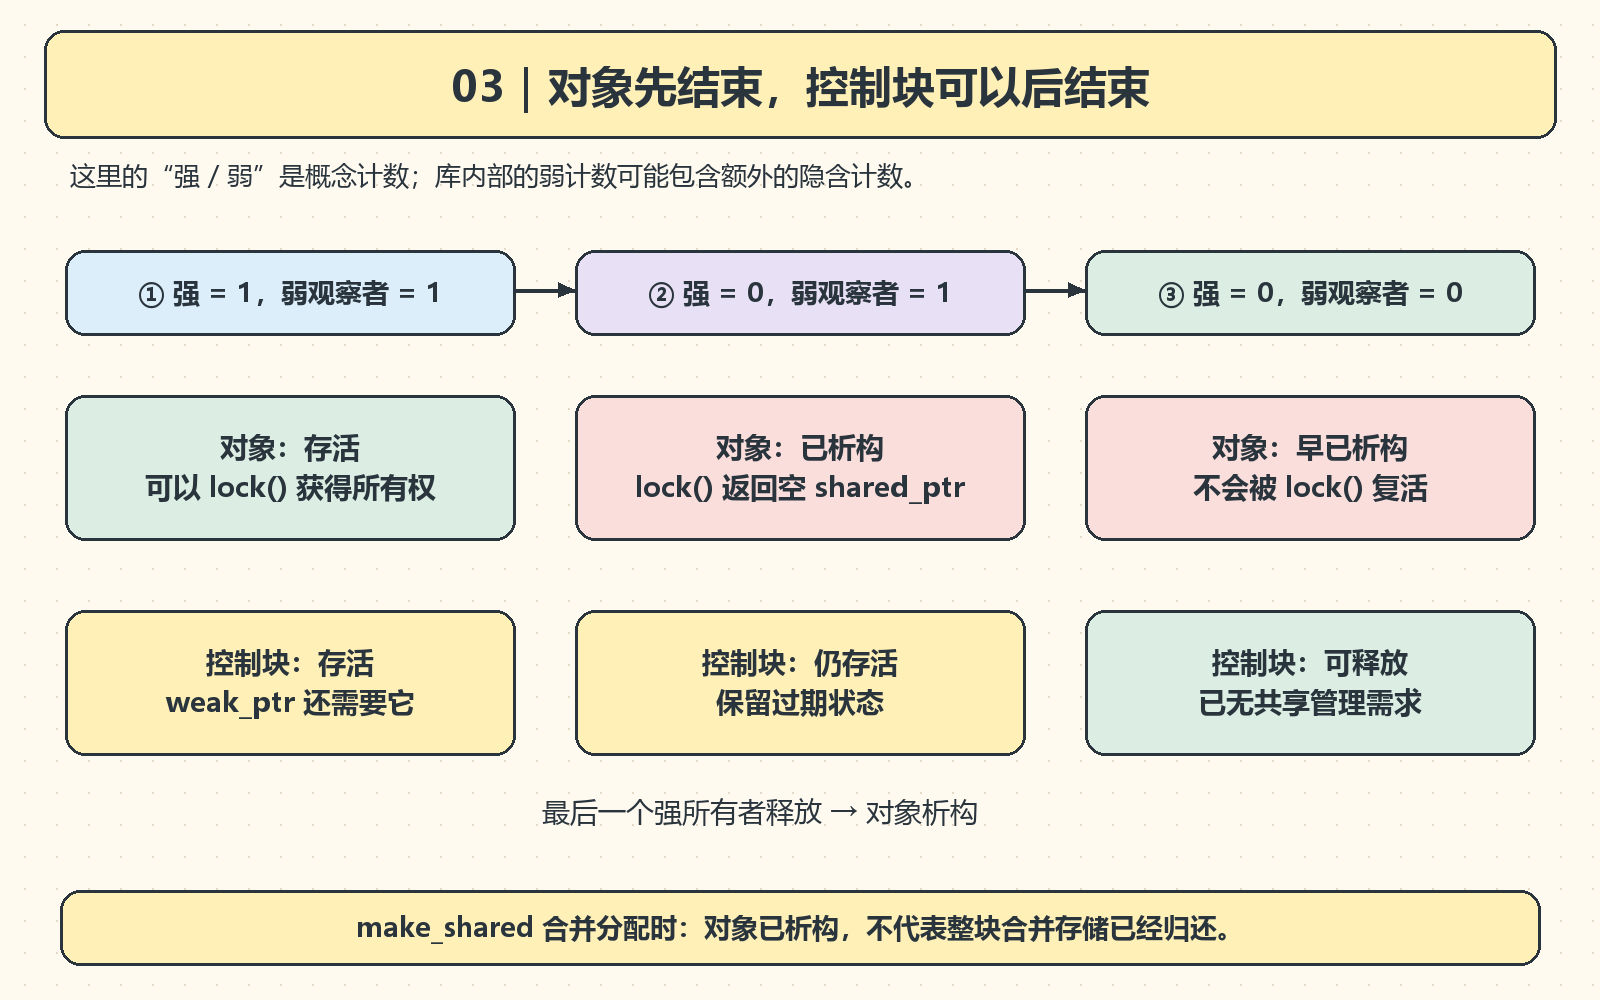 03 | 对象先结束，控制块可以后结束
这里的“强 / 弱”是概念计数；库内部的弱计数可能包含额外的隐含计数。
① 强 = 1，弱观察者 = 1
② 强 = 0，弱观察者 = 1
③ 强 = 0，弱观察者 = 0
对象：存活
可以 lock() 获得所有权
对象：已析构
lock() 返回空 shared_ptr
对象：早已析构
不会被 lock() 复活
控制块：存活
weak_ptr 还需要它
控制块：仍存活
保留过期状态
控制块：可释放
已无共享管理需求
最后一个强所有者释放 → 对象析构
make_shared 合并分配时：对象已析构，不代表整块合并存储已经归还。